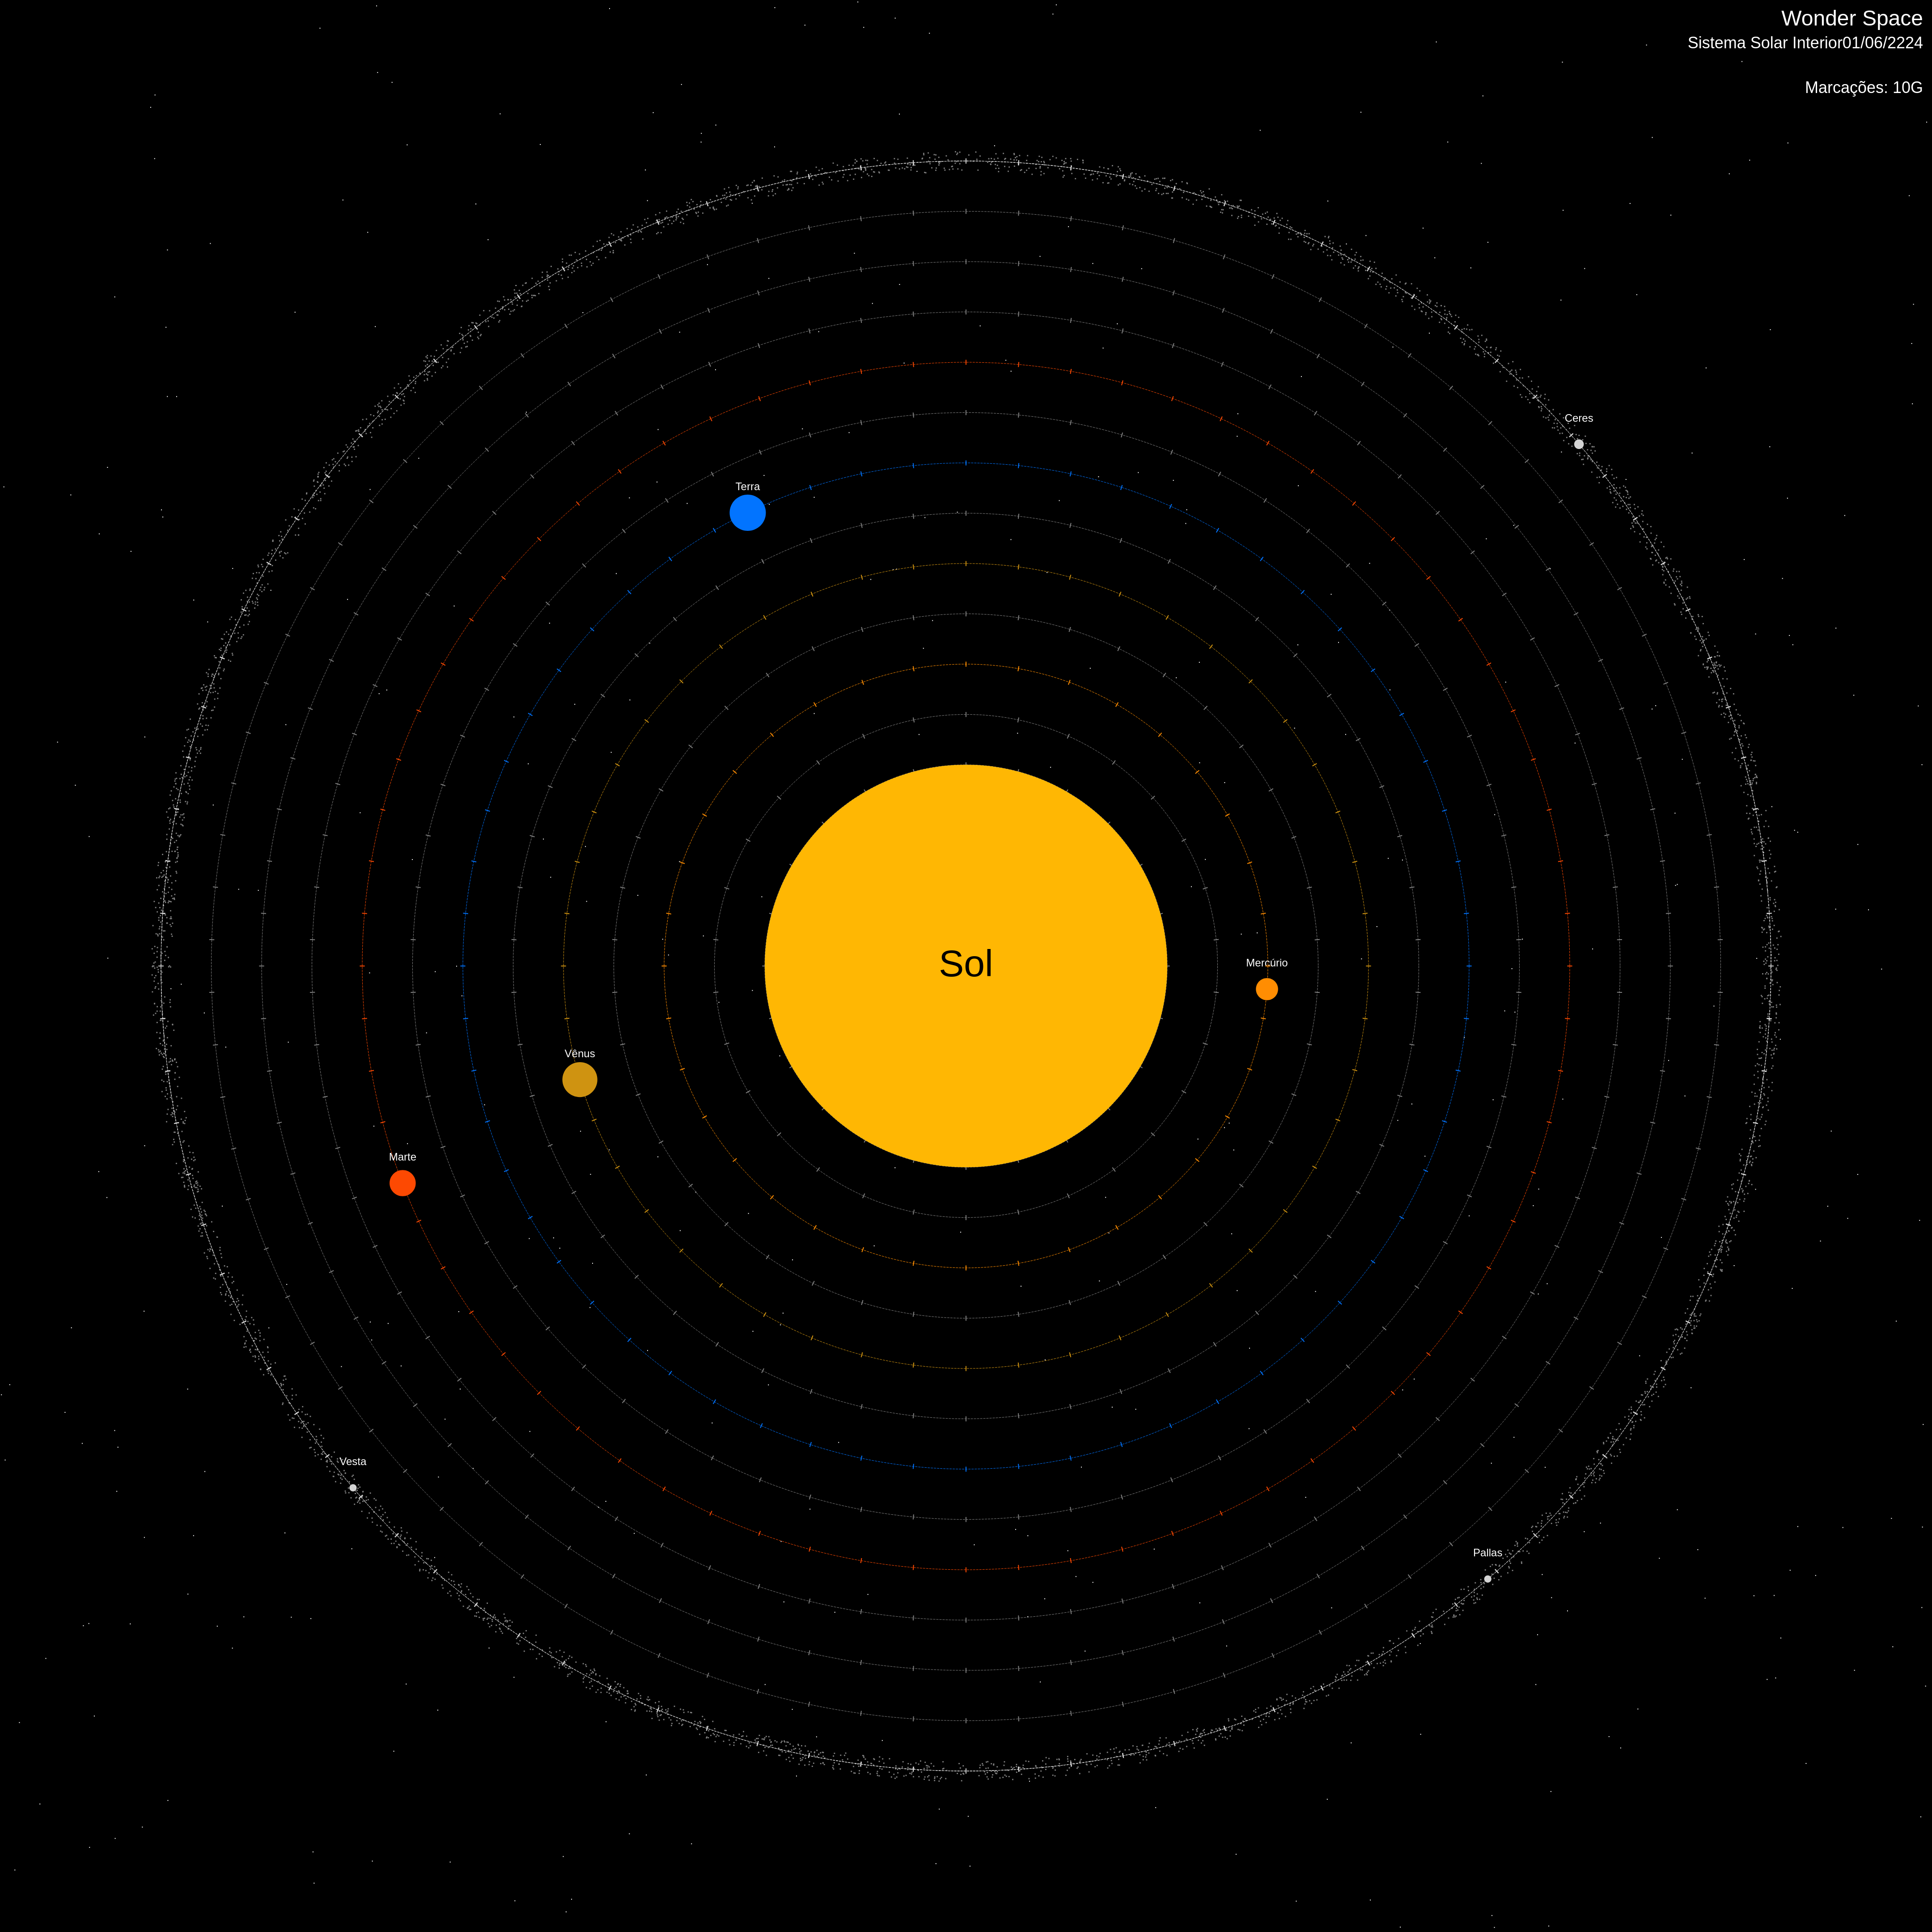 Wonder Space
Sistema Solar Interior01/06/2224
Marcações: 10G
Ceres
Terra
Sol
Mercúrio
Vênus
Marte
Vesta
Pallas